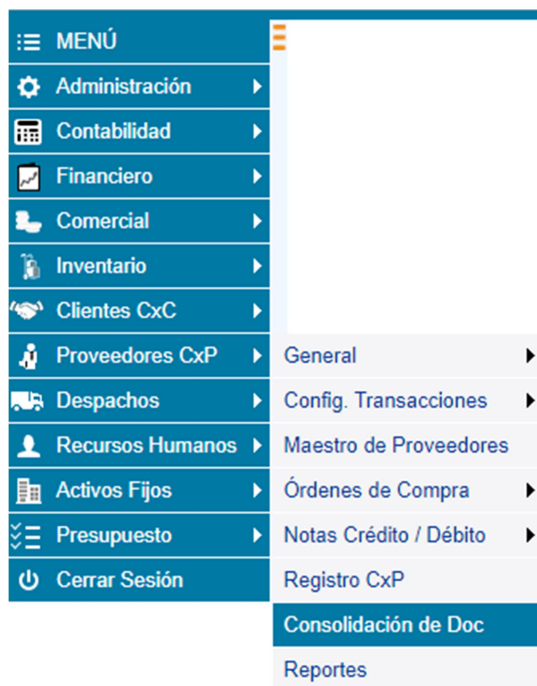 MENÚ
Administración
Contabilidad
Financiero
Comercial
Inventario
Clientes CxC
Proveedores CxP
Despachos
Recursos Humanos
Activos Fijos
Presupuesto
Cerrar Sesión
General
Config. Transacciones
Maestro de Proveedores
Órdenes de Compra
Notas Crédito / Débito
Registro CxP
Consolidación de Doc
Reportes